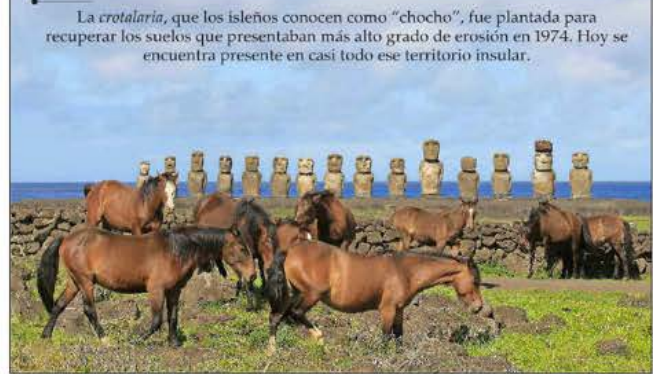 La crotalaria, que los isleños conocen como “chocho”, fue plantada para
recuperar los suelos que presentaban más alto grado de erosión en 1974. Hoy se
encuentra presente en casi todo ese territorio insular.